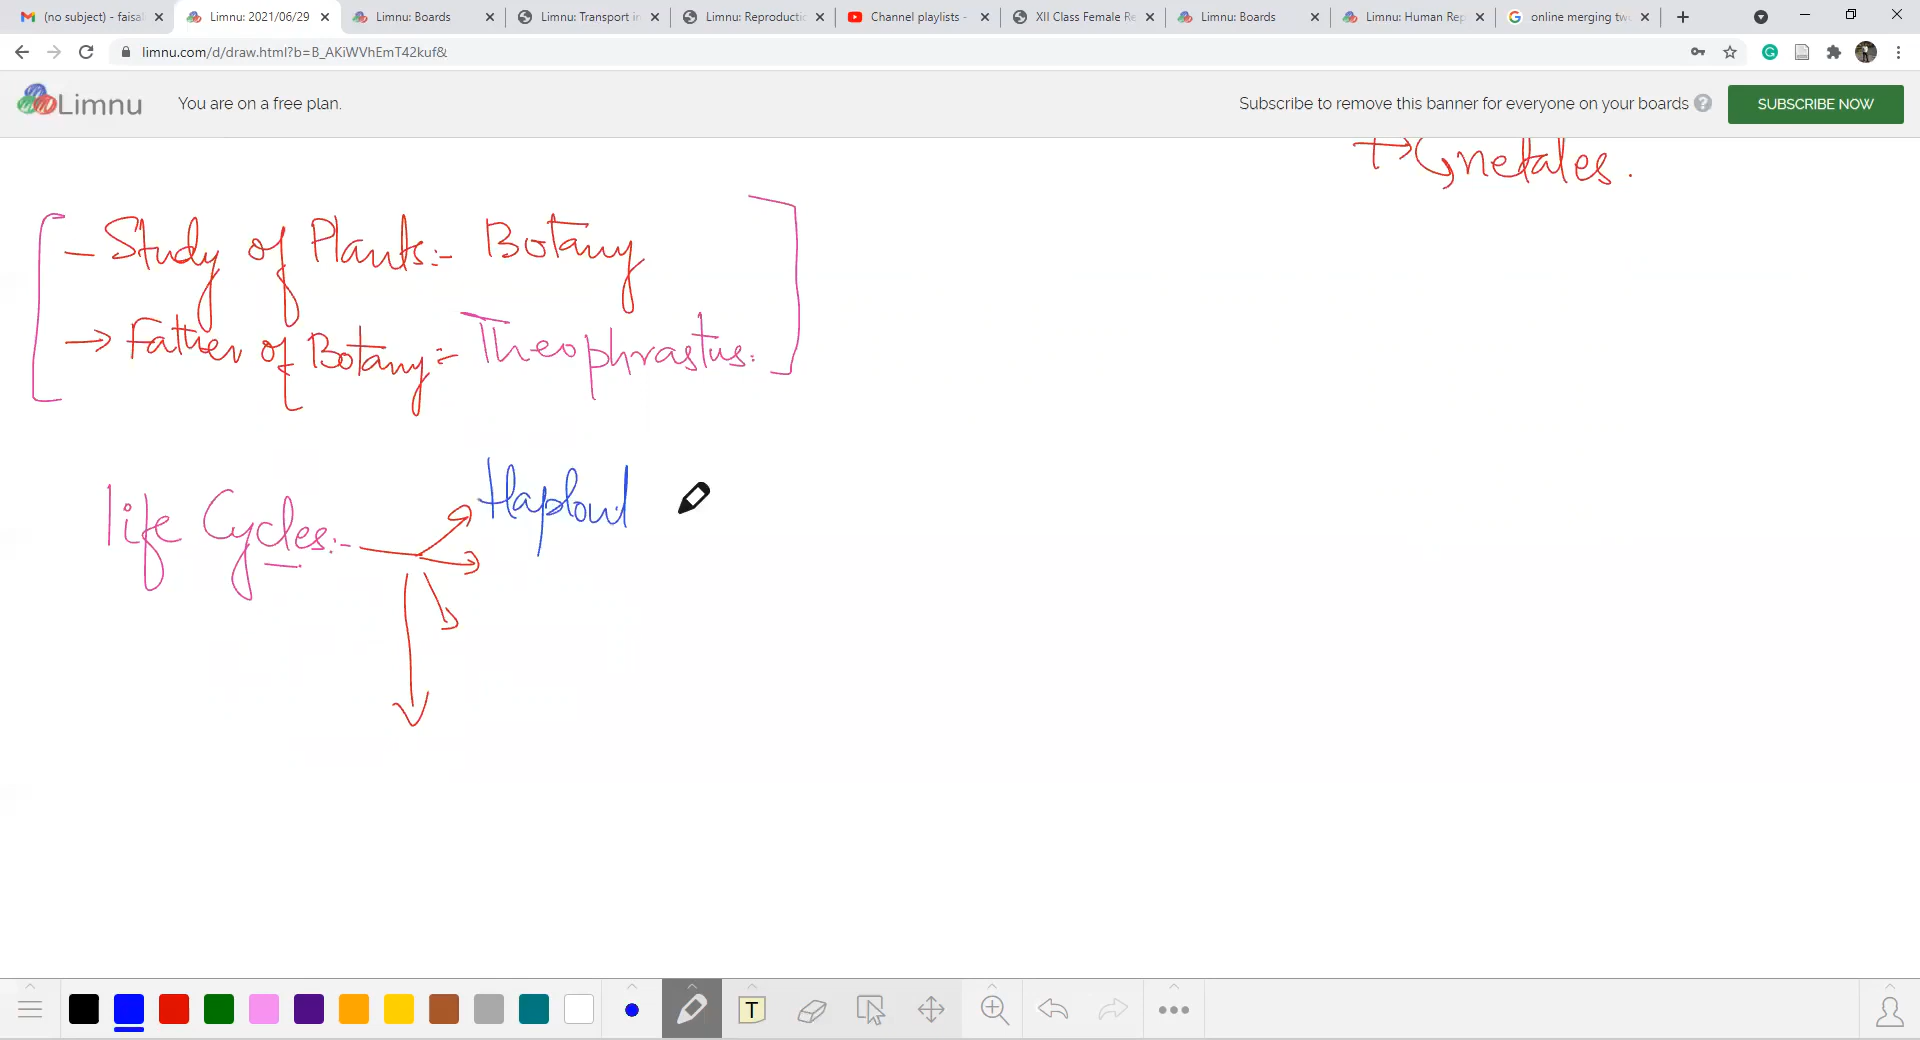 (no subject) - faisal
Limnu: 2021/06/29
Limnu: Boards
Limnu: Transport in
Limnu: Reproductio
Channel playlists -
XII Class Female Re
Limnu: Boards
Limnu: Human Rep
online merging two
limnu.com/d/draw.html?b=B_AKiWVhEmT42kuf&
Limnu
You are on a free plan.
Subscribe to remove this banner for everyone on your boards ?
SUBSCRIBE NOW
→ Gnetales.
- Study of Plants:- Botany
→ Father of Botany:- Theophrastus.
life Cycles:-
Haploid
T